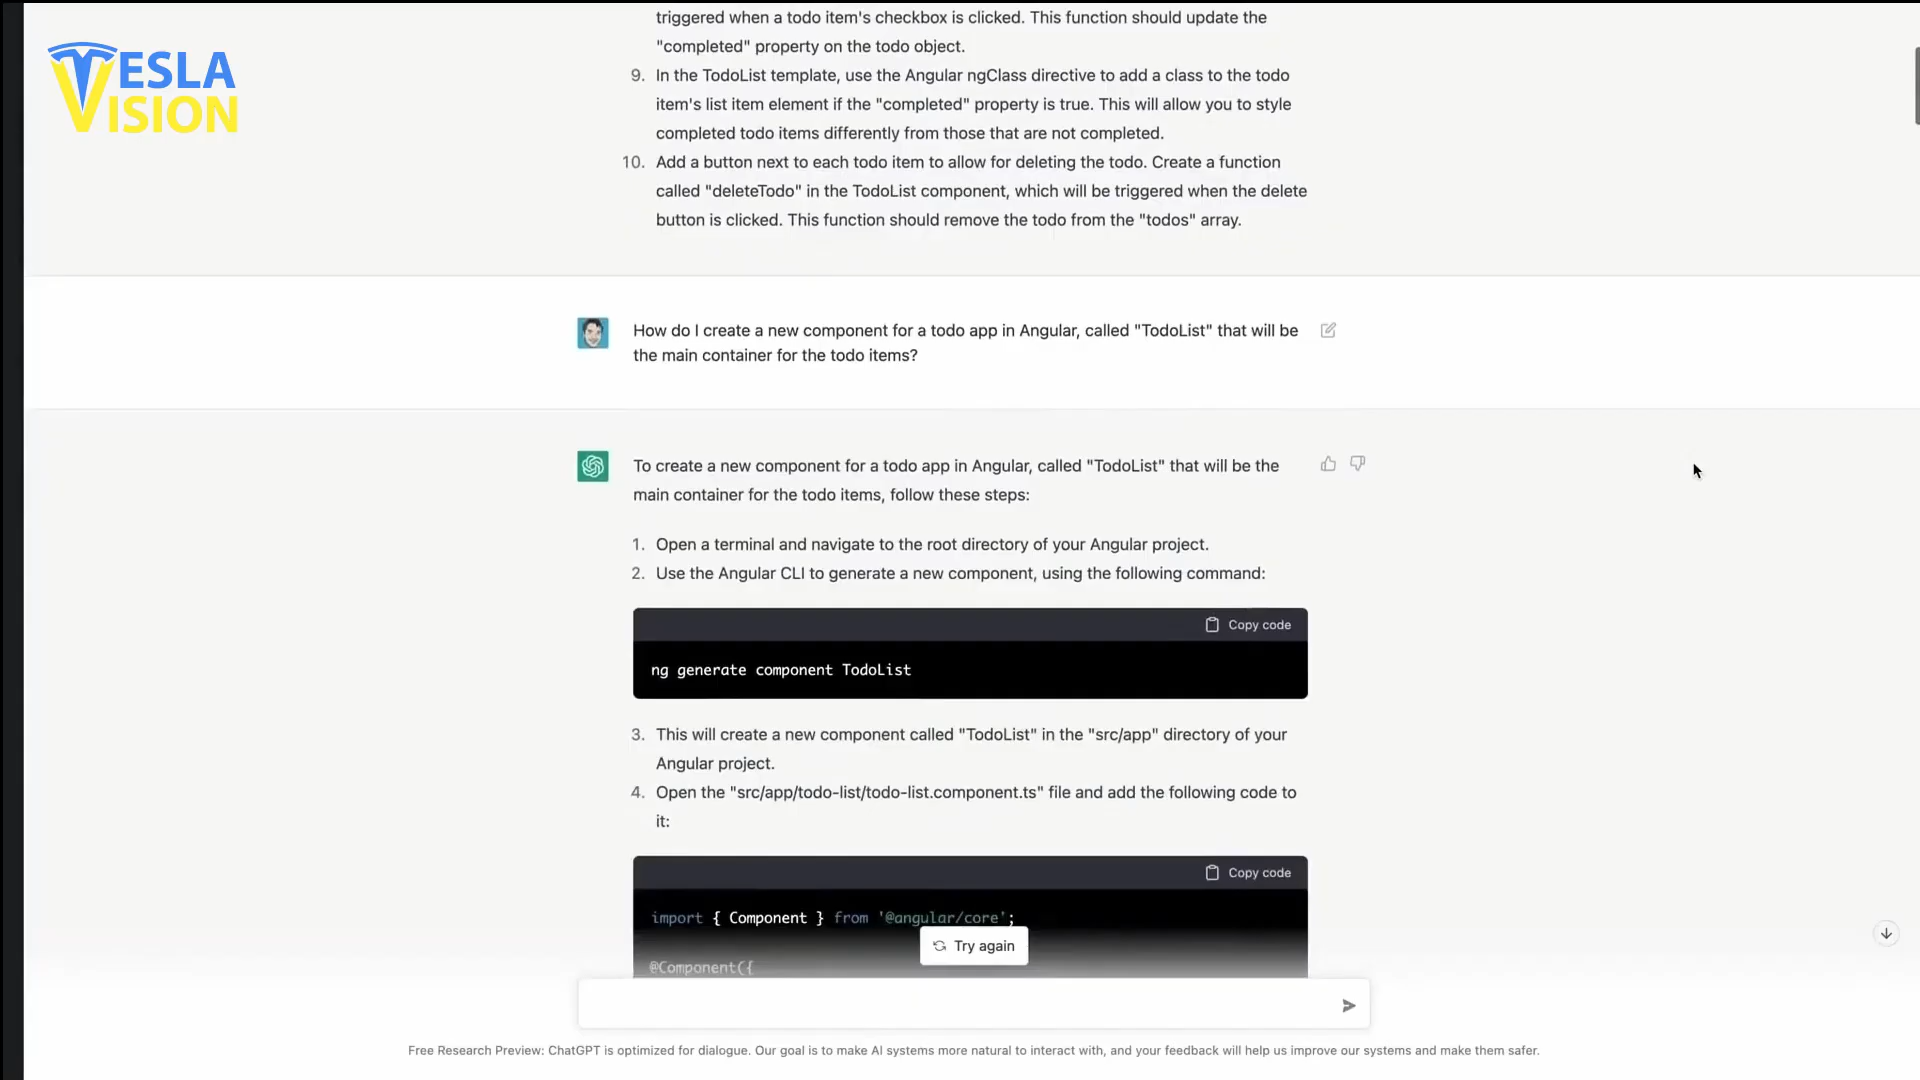 TESLA
VISION
triggered when a todo item's checkbox is clicked. This function should update the
"completed" property on the todo object.
9. In the TodoList template, use the Angular ngClass directive to add a class to the todo
item's list item element if the "completed" property is true. This will allow you to style
completed todo items differently from those that are not completed.
10. Add a button next to each todo item to allow for deleting the todo. Create a function
called "deleteTodo" in the TodoList component, which will be triggered when the delete
button is clicked. This function should remove the todo from the "todos" array.
How do I create a new component for a todo app in Angular, called "TodoList" that will be
the main container for the todo items?
To create a new component for a todo app in Angular, called "TodoList" that will be the
main container for the todo items, follow these steps:
1. Open a terminal and navigate to the root directory of your Angular project.
2. Use the Angular CLI to generate a new component, using the following command:
Copy code
ng generate component TodoList
3. This will create a new component called "TodoList" in the "src/app" directory of your
Angular project.
4. Open the "src/app/todo-list/todo-list.component.ts" file and add the following code to
it:
Copy code
import { Component } from '@angular/core';
Try again
@Component({
Free Research Preview: ChatGPT is optimized for dialogue. Our goal is to make AI systems more natural to interact with, and your feedback will help us improve our systems and make them safer.